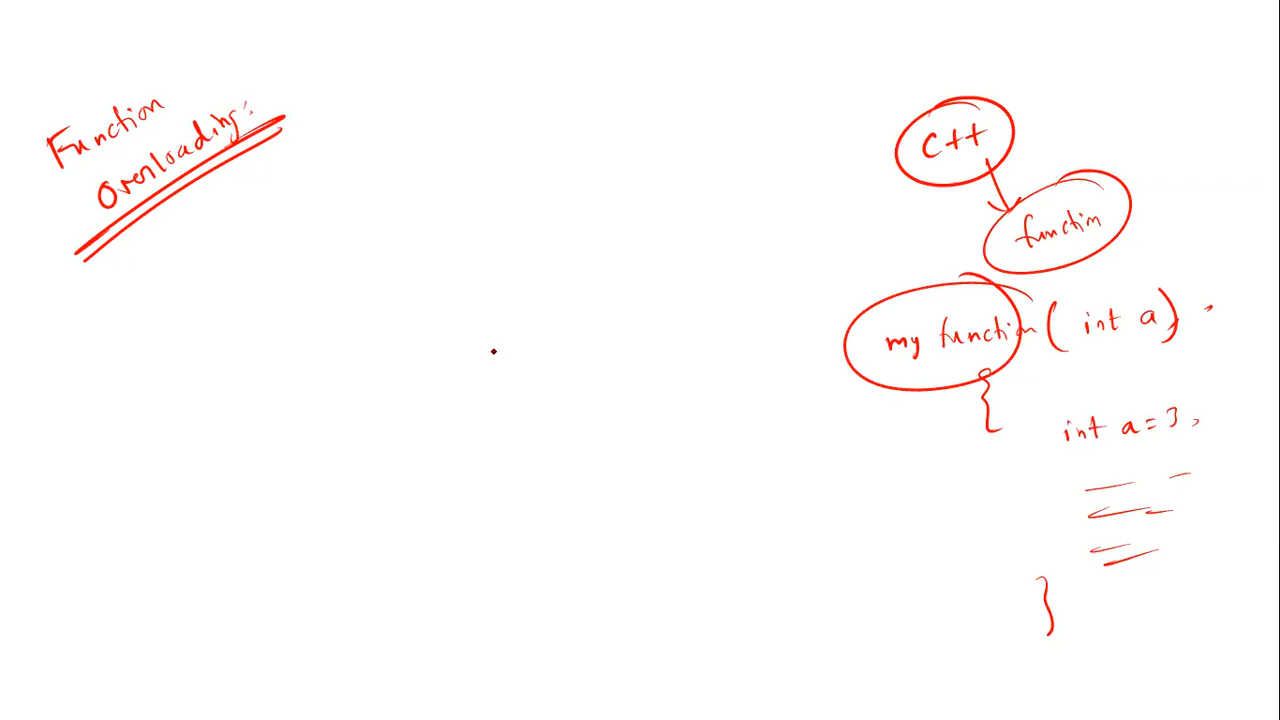 Function
Overloading:
C++
function
my function ( int a )
{
int a = 3,
}